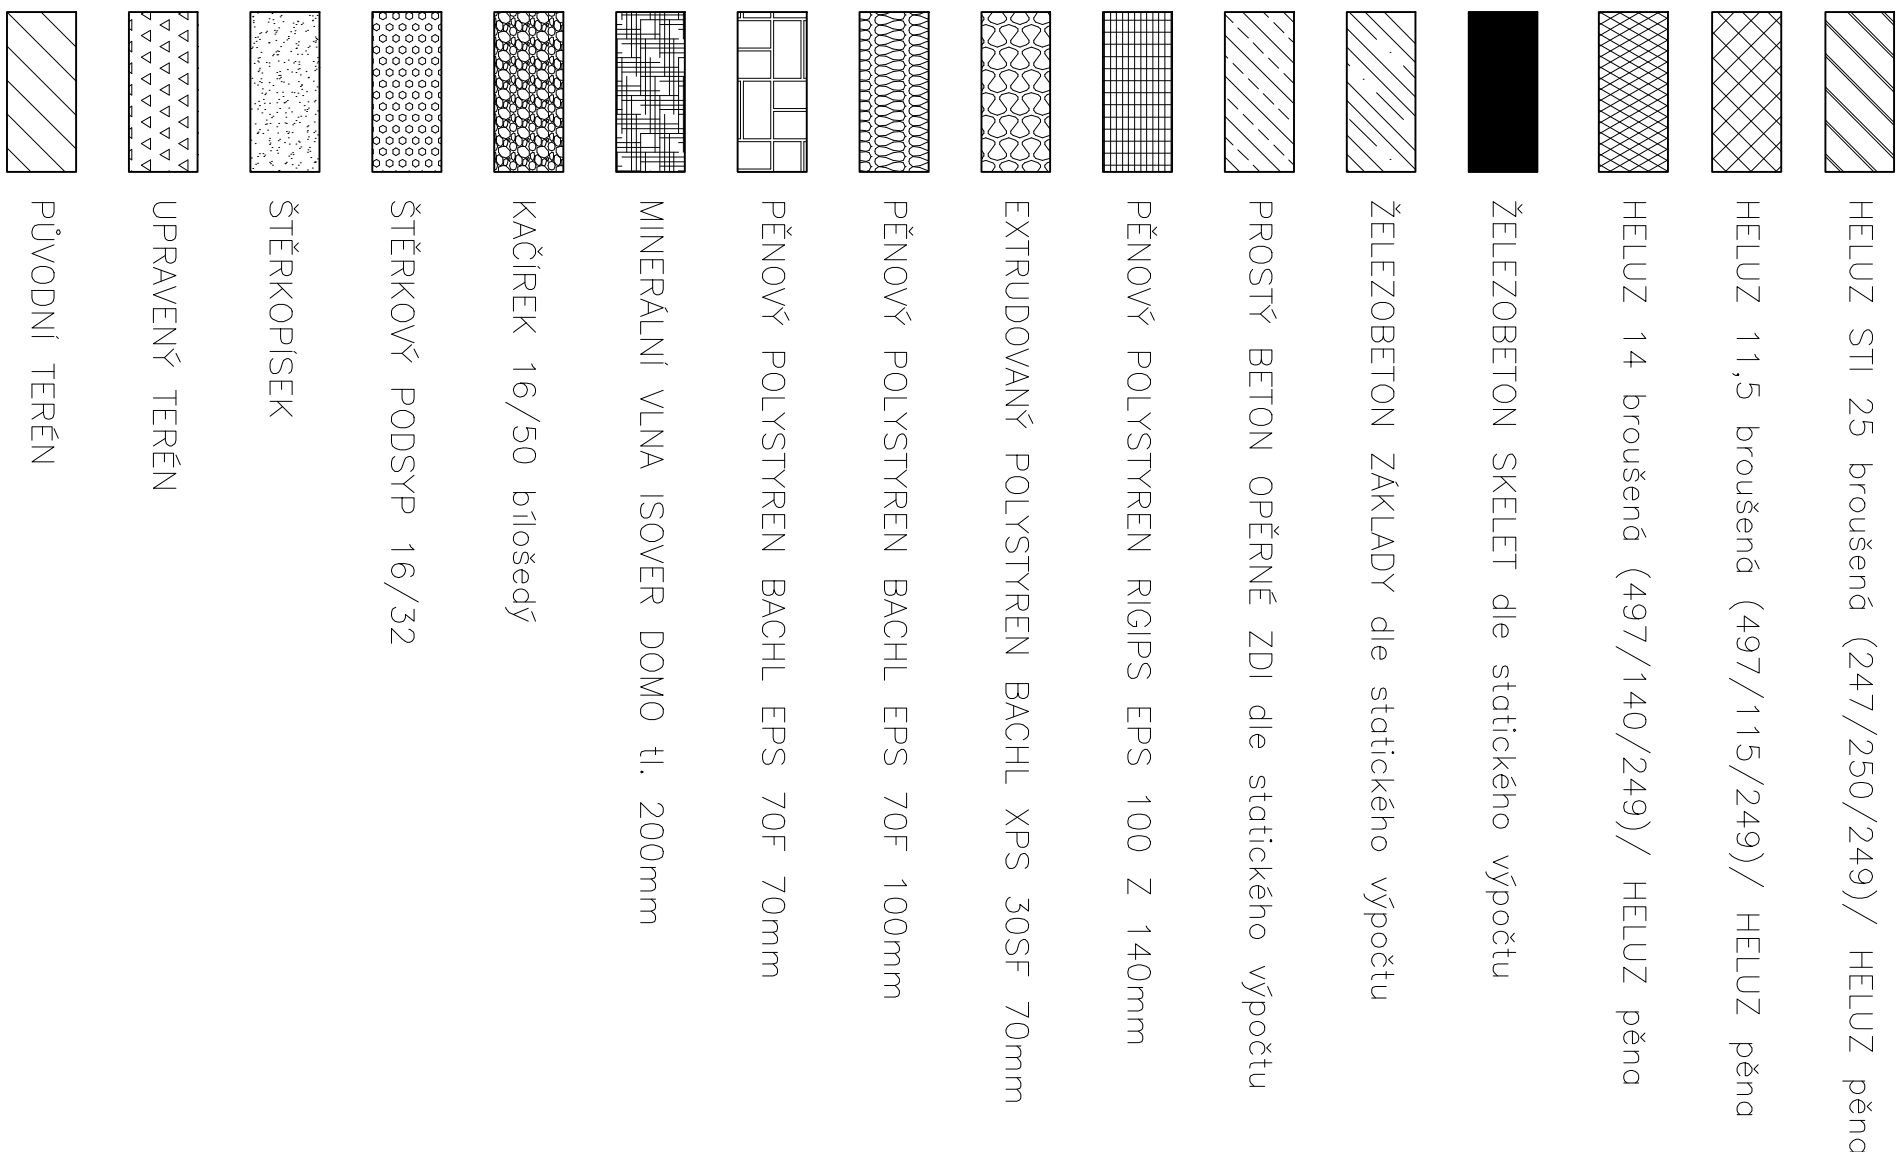 HELUZ STI 25 broušená (247/250/249)/ HELUZ pěna
HELUZ 11,5 broušená (497/115/249)/ HELUZ pěna
HELUZ 14 broušená (497/140/249)/ HELUZ pěna
ŽELEZOBETON SKELET dle statického výpočtu
ŽELEZOBETON ZÁKLADY dle statického výpočtu
PROSTÝ BETON OPĚRNÉ ZDI dle statického výpočtu
PĚNOVÝ POLYSTYREN RIGIPS EPS 100 Z 140mm
EXTRUDOVANÝ POLYSTYREN BACHL XPS 30SF 70mm
PĚNOVÝ POLYSTYREN BACHL EPS 70F 100mm
PĚNOVÝ POLYSTYREN BACHL EPS 70F 70mm
MINERÁLNÍ VLNA ISOVER DOMO tl. 200mm
KAČÍREK 16/50 bílošedý
ŠTĚRKOVÝ PODSYP 16/32
ŠTĚRKOPÍSEK
UPRAVENÝ TERÉN
PŮVODNÍ TERÉN